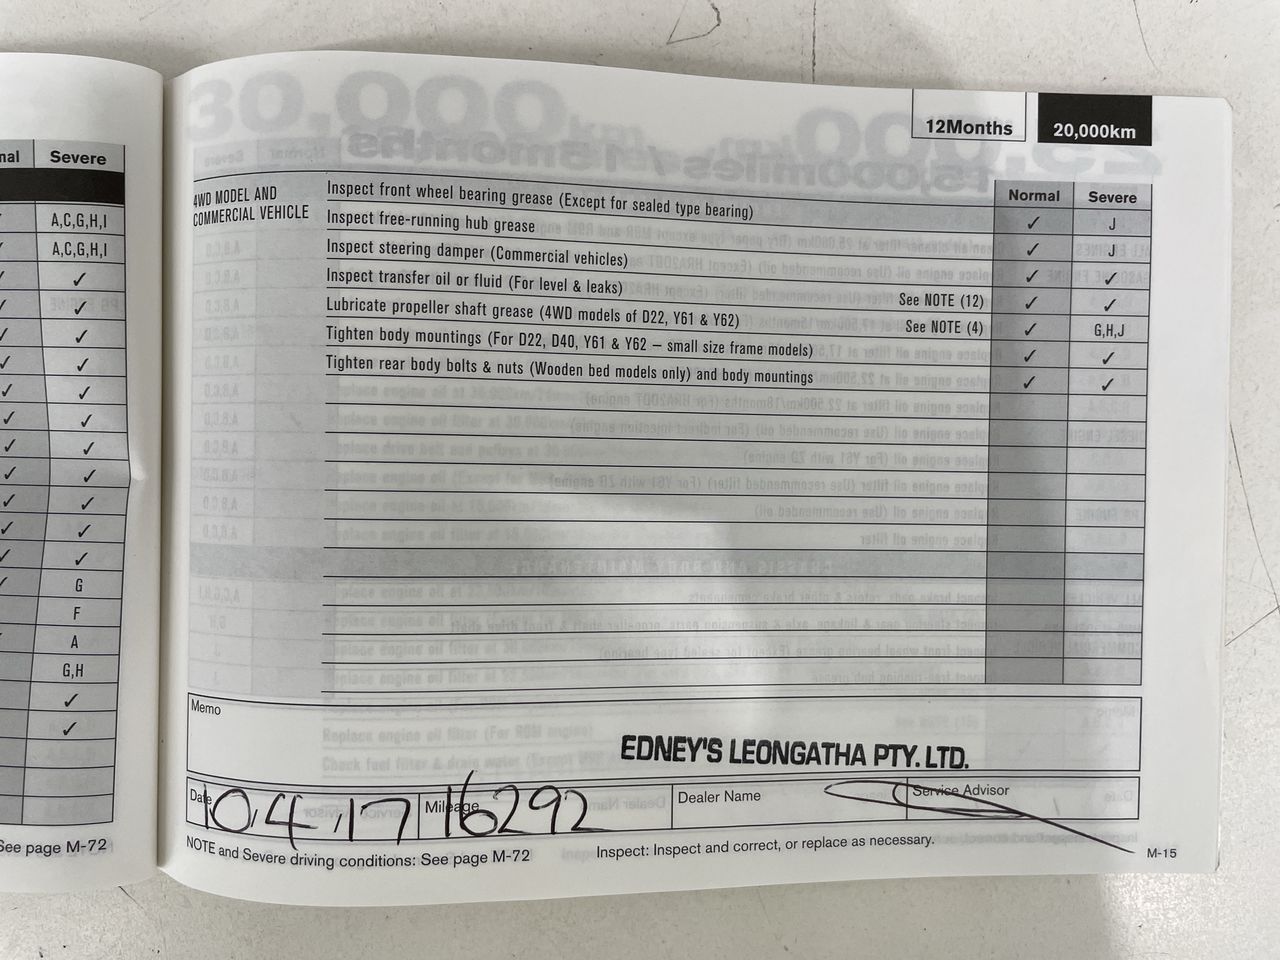 12Months 20,000km
Normal Severe
4WD MODEL AND
COMMERCIAL VEHICLE
Inspect front wheel bearing grease (Except for sealed type bearing) ✓ J
Inspect free-running hub grease ✓ J
Inspect steering damper (Commercial vehicles) ✓ ✓
Inspect transfer oil or fluid (For level & leaks) See NOTE (12) ✓ ✓
Lubricate propeller shaft grease (4WD models of D22, Y61 & Y62) See NOTE (4) ✓ G,H,J
Tighten body mountings (For D22, D40, Y61 & Y62 – small size frame models) ✓ ✓
Tighten rear body bolts & nuts (Wooden bed models only) and body mountings ✓ ✓
Memo
EDNEY'S LEONGATHA PTY. LTD.
Date 10.4.17 Mileage 16292 Dealer Name Service Advisor
NOTE and Severe driving conditions: See page M-72 Inspect: Inspect and correct, or replace as necessary.
M-15
Severe
A,C,G,H,I
A,C,G,H,I
✓
✓
✓
✓
✓
✓
✓
✓
✓
✓
✓
G
F
A
G,H
✓
✓
See page M-72